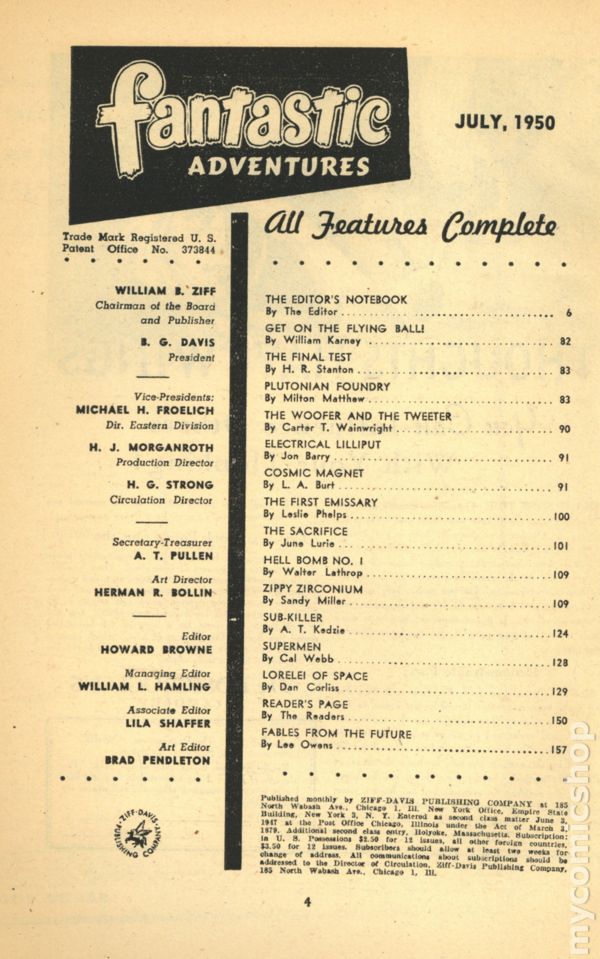 fantastic
ADVENTURES
JULY, 1950
Trade Mark Registered U. S.
Patent Office No. 373844
WILLIAM B. ZIFF
Chairman of the Board
and Publisher
B. G. DAVIS
President
Vice-Presidents:
MICHAEL H. FROELICH
Dir. Eastern Division
H. J. MORGANROTH
Production Director
H. G. STRONG
Circulation Director
Secretary-Treasurer
A. T. PULLEN
Art Director
HERMAN R. BOLLIN
Editor
HOWARD BROWNE
Managing Editor
WILLIAM L. HAMLING
Associate Editor
LILA SHAFFER
Art Editor
BRAD PENDLETON
ZIFF-DAVIS
PUBLISHING COMPANY
All Features Complete
THE EDITOR'S NOTEBOOK
By The Editor 6
GET ON THE FLYING BALL!
By William Karney 82
THE FINAL TEST
By H. R. Stanton 83
PLUTONIAN FOUNDRY
By Milton Matthew 83
THE WOOFER AND THE TWEETER
By Carter T. Wainwright 90
ELECTRICAL LILLIPUT
By Jon Barry 91
COSMIC MAGNET
By L. A. Burt 91
THE FIRST EMISSARY
By Leslie Phelps 100
THE SACRIFICE
By June Lurie 101
HELL BOMB NO. 1
By Walter Lathrop 109
ZIPPY ZIRCONIUM
By Sandy Miller 109
SUB-KILLER
By A. T. Kedzie 124
SUPERMEN
By Cal Webb 128
LORELEI OF SPACE
By Dan Corliss 129
READER'S PAGE
By The Readers 150
FABLES FROM THE FUTURE
By Lee Owens 157
Published monthly by ZIFF-DAVIS PUBLISHING COMPANY at 185
North Wabash Ave., Chicago 1, Ill. New York Office, Empire State
Building, New York 3, N. Y. Entered as second class matter June 3,
1947 at the Post Office Chicago, Illinois under the Act of March 3,
1879. Additional second class entry, Holyoke, Massachusetts. Subscription:
in U. S. Possessions $2.50 for 12 issues, all other foreign countries,
$3.50 for 12 issues. Subscribers should allow at least two weeks for
change of address. All communications about subscriptions should be
addressed to the Director of Circulation, Ziff-Davis Publishing Company,
185 North Wabash Ave., Chicago 1, Ill.
4
mycomicshop